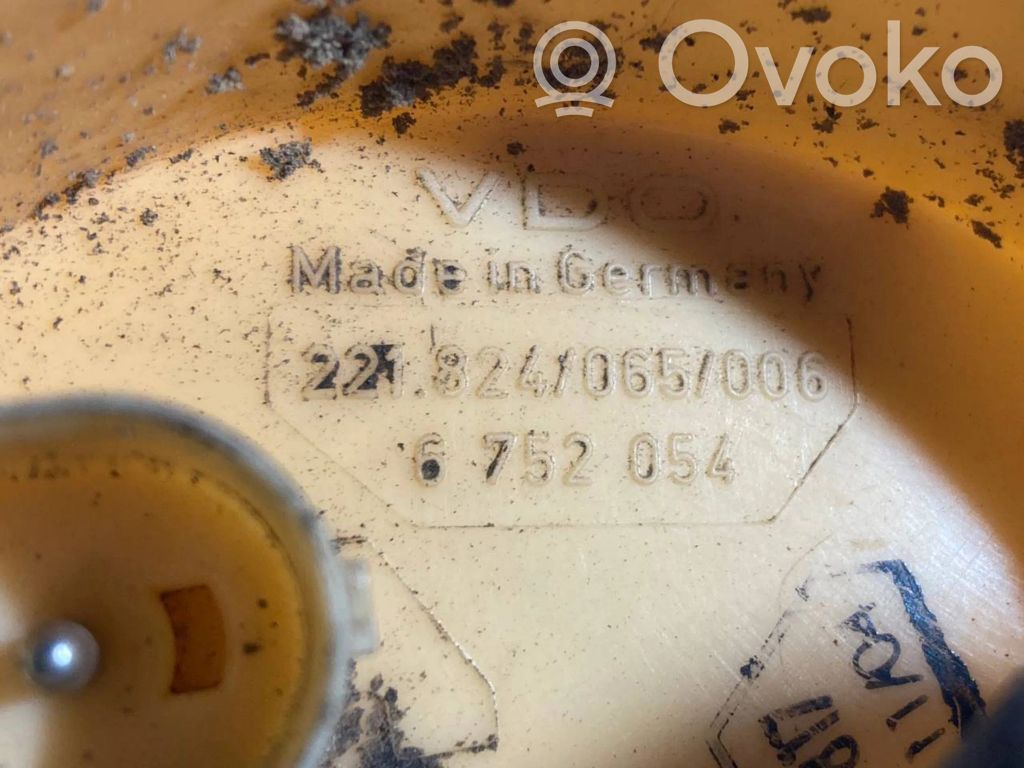 Ovoko
VDO
Made in Germany
221.824/065/006
6 752 054